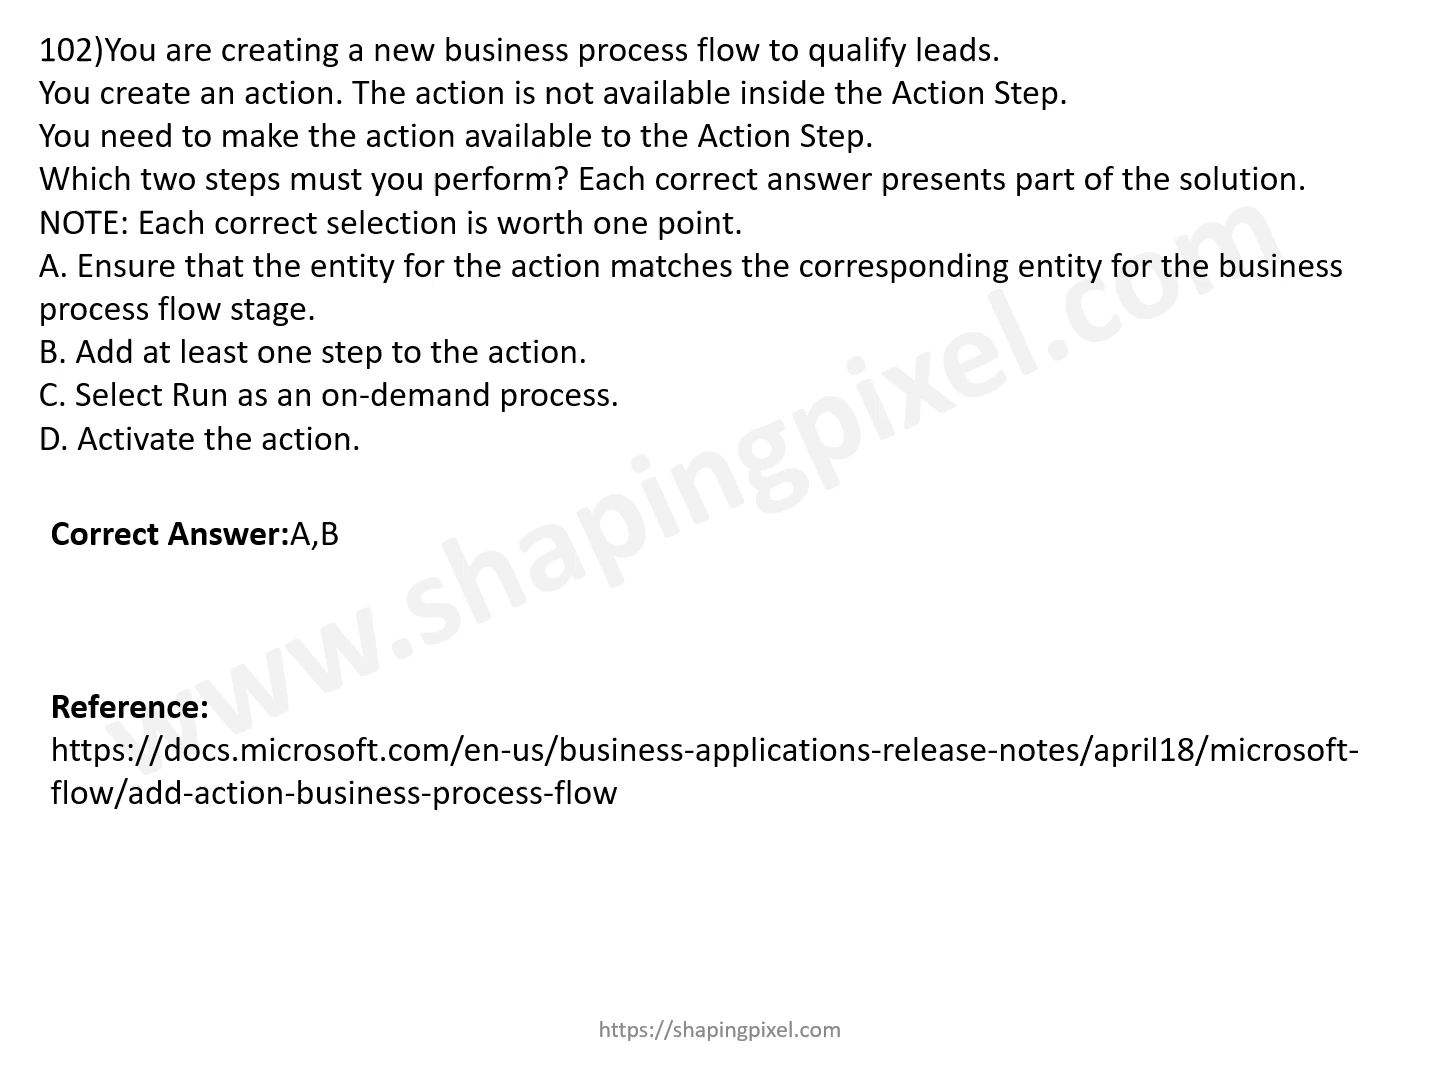 102)You are creating a new business process flow to qualify leads.
You create an action. The action is not available inside the Action Step.
You need to make the action available to the Action Step.
Which two steps must you perform? Each correct answer presents part of the solution.
NOTE: Each correct selection is worth one point.
A. Ensure that the entity for the action matches the corresponding entity for the business
process flow stage.
B. Add at least one step to the action.
C. Select Run as an on-demand process.
D. Activate the action.
www.shapingpixel.com
Correct Answer:A,B
Reference:
https://docs.microsoft.com/en-us/business-applications-release-notes/april18/microsoft-
flow/add-action-business-process-flow
https://shapingpixel.com